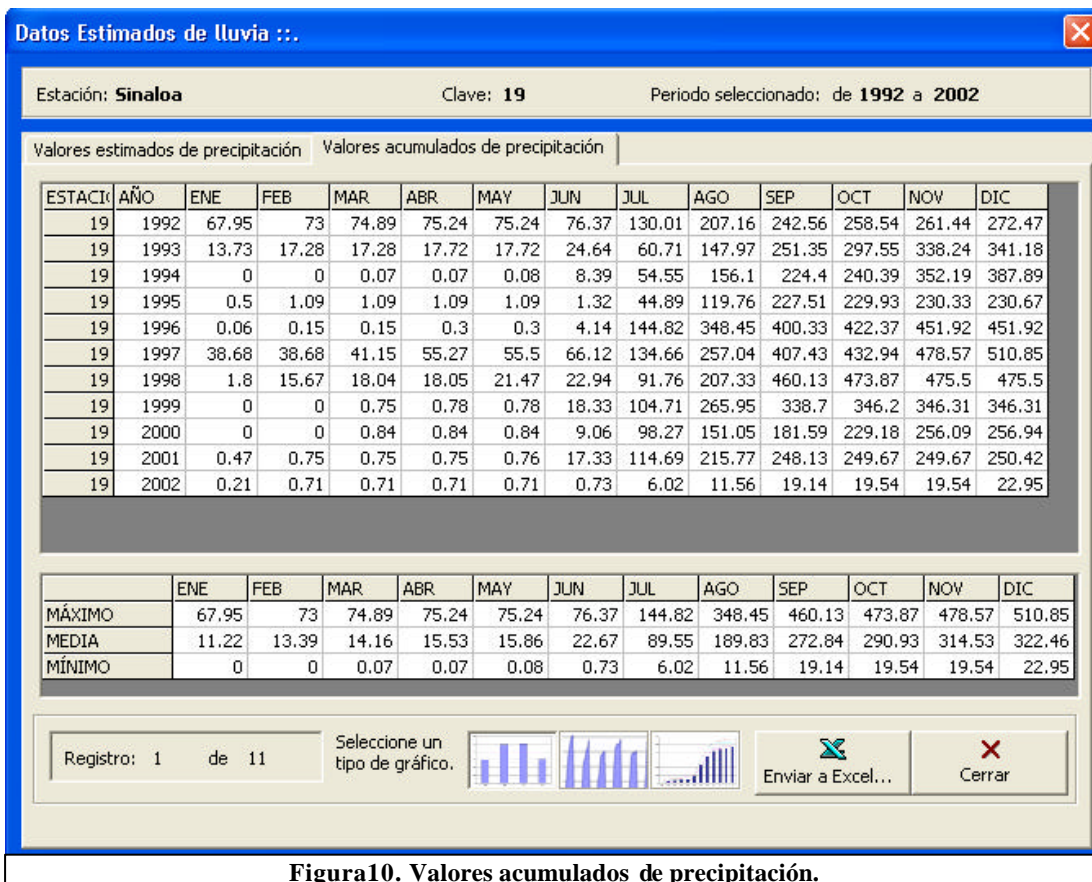 Datos Estimados de lluvia ::.
Estación: Sinaloa Clave: 19 Periodo seleccionado: de 1992 a 2002
Valores estimados de precipitación Valores acumulados de precipitación
ESTACI AÑO ENE FEB MAR ABR MAY JUN JUL AGO SEP OCT NOV DIC
19 1992 67.95 73 74.89 75.24 75.24 76.37 130.01 207.16 242.56 258.54 261.44 272.47
19 1993 13.73 17.28 17.28 17.72 17.72 24.64 60.71 147.97 251.35 297.55 338.24 341.18
19 1994 0 0 0.07 0.07 0.08 8.39 54.55 156.1 224.4 240.39 352.19 387.89
19 1995 0.5 1.09 1.09 1.09 1.09 1.32 44.89 119.76 227.51 229.93 230.33 230.67
19 1996 0.06 0.15 0.15 0.3 0.3 4.14 144.82 348.45 400.33 422.37 451.92 451.92
19 1997 38.68 38.68 41.15 55.27 55.5 66.12 134.66 257.04 407.43 432.94 478.57 510.85
19 1998 1.8 15.67 18.04 18.05 21.47 22.94 91.76 207.33 460.13 473.87 475.5 475.5
19 1999 0 0 0.75 0.78 0.78 18.33 104.71 265.95 338.7 346.2 346.31 346.31
19 2000 0 0 0.84 0.84 0.84 9.06 98.27 151.05 181.59 229.18 256.09 256.94
19 2001 0.47 0.75 0.75 0.75 0.76 17.33 114.69 215.77 248.13 249.67 249.67 250.42
19 2002 0.21 0.71 0.71 0.71 0.71 0.73 6.02 11.56 19.14 19.54 19.54 22.95
ENE FEB MAR ABR MAY JUN JUL AGO SEP OCT NOV DIC
MÁXIMO 67.95 73 74.89 75.24 75.24 76.37 144.82 348.45 460.13 473.87 478.57 510.85
MEDIA 11.22 13.39 14.16 15.53 15.86 22.67 89.55 189.83 272.84 290.93 314.53 322.46
MÍNIMO 0 0 0.07 0.07 0.08 0.73 6.02 11.56 19.14 19.54 19.54 22.95
Registro: 1 de 11
Seleccione un
tipo de gráfico.
Enviar a Excel...
Cerrar
Figura10. Valores acumulados de precipitación.